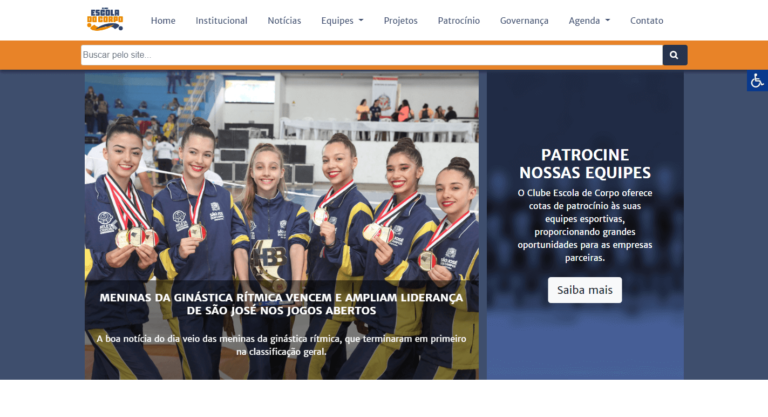 ESCOLA
DO CORPO
Home
Institucional
Notícias
Equipes
Projetos
Patrocínio
Governança
Agenda
Contato
Buscar pelo site...
PATROCINE
NOSSAS EQUIPES
O Clube Escola de Corpo oferece
cotas de patrocínio às suas
equipes esportivas,
proporcionando grandes
oportunidades para as empresas
parceiras.
Saiba mais
MENINAS DA GINÁSTICA RÍTMICA VENCEM E AMPLIAM LIDERANÇA
DE SÃO JOSÉ NOS JOGOS ABERTOS
A boa notícia do dia veio das meninas da ginástica rítmica, que terminaram em primeiro
na classificação geral.